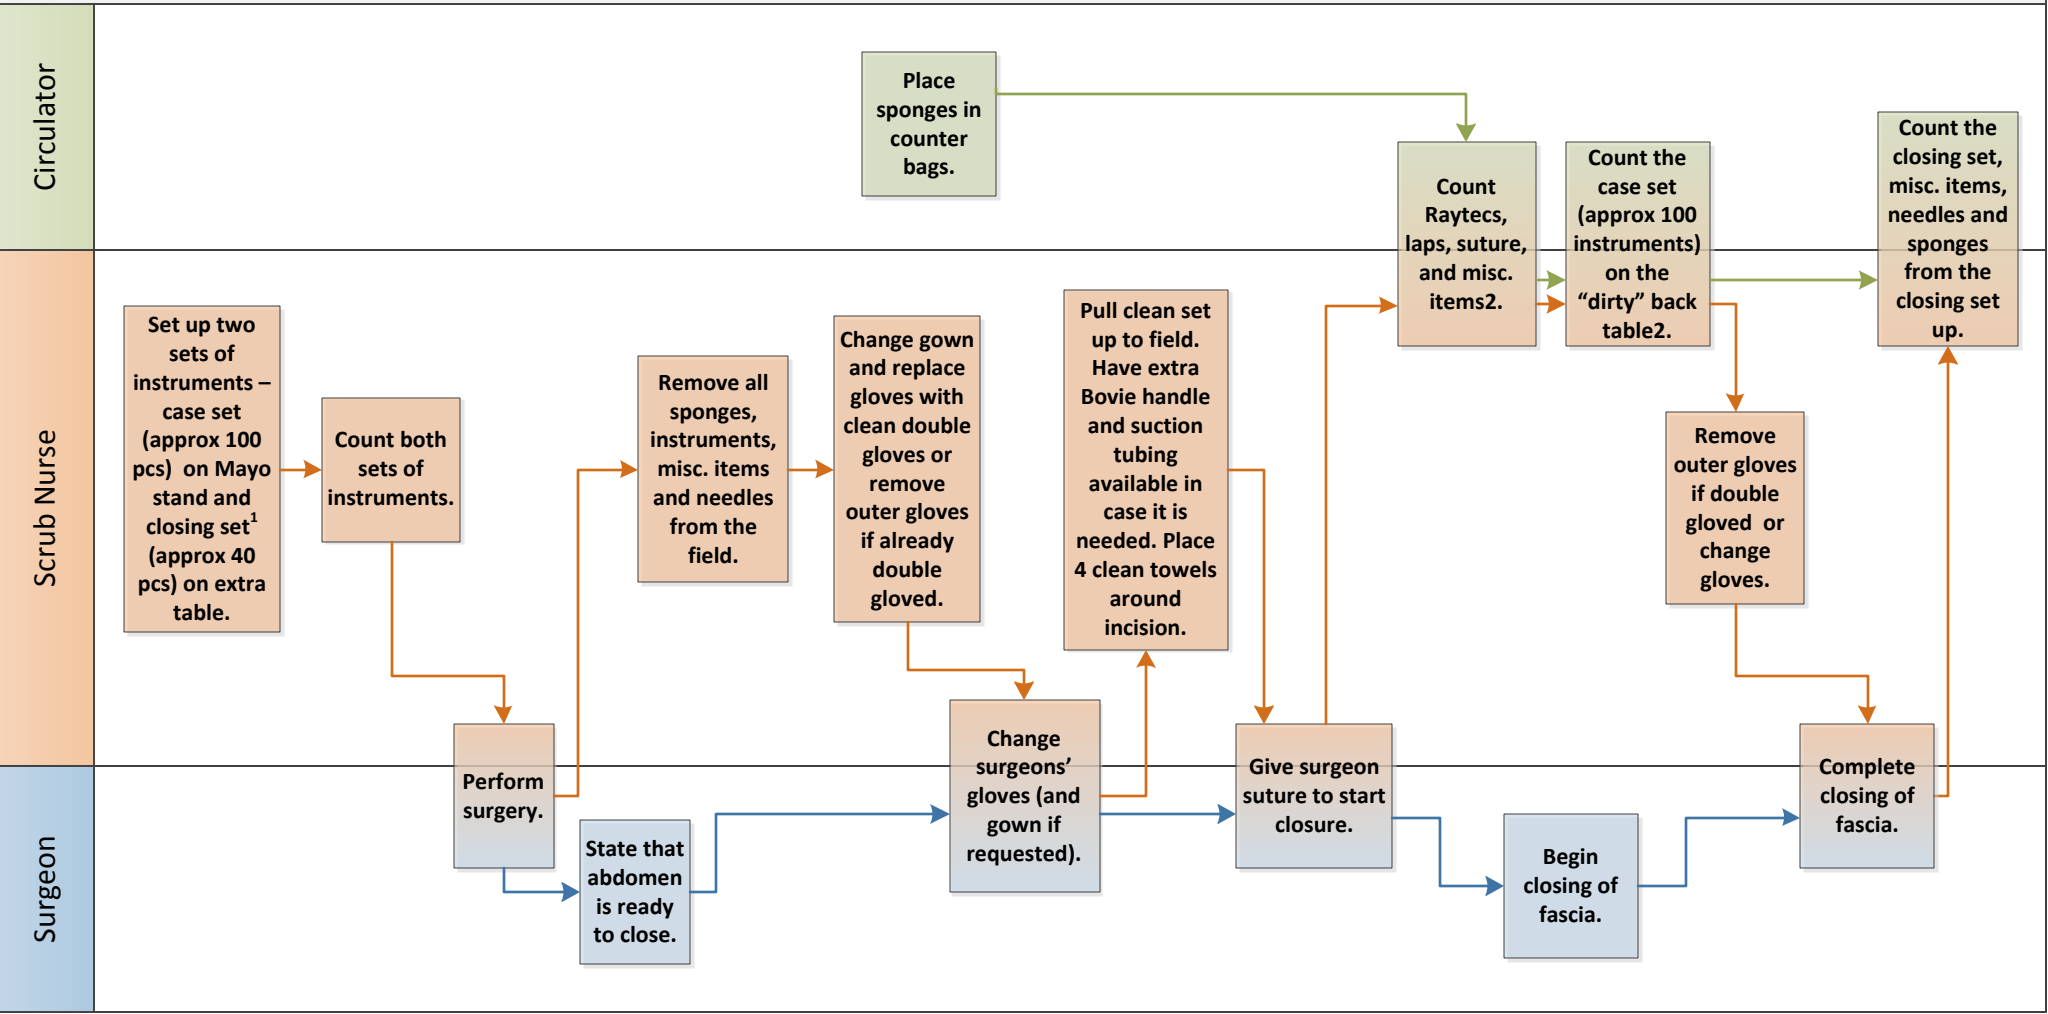 Circulator
Place
sponges in
counter
bags.
Count
Raytecs,
laps, suture,
and misc.
items2.
Count the
case set
(approx 100
instruments)
on the
“dirty” back
table2.
Count the
closing set,
misc. items,
needles and
sponges
from the
closing set
up.
Scrub Nurse
Set up two
sets of
instruments –
case set
(approx 100
pcs)  on Mayo
stand and
closing set1
(approx 40
pcs) on extra
table.
Count both
sets of
instruments.
Remove all
sponges,
instruments,
misc. items
and needles
from the
field.
Change gown
and replace
gloves with
clean double
gloves or
remove
outer gloves
if already
double
gloved.
Pull clean set
up to field.
Have extra
Bovie handle
and suction
tubing
available in
case it is
needed. Place
4 clean towels
around
incision.
Remove
outer gloves
if double
gloved  or
change
gloves.
Perform
surgery.
Change
surgeons’
gloves (and
gown if
requested).
Give surgeon
suture to start
closure.
Complete
closing of
fascia.
Surgeon
State that
abdomen
is ready
to close.
Begin
closing of
fascia.